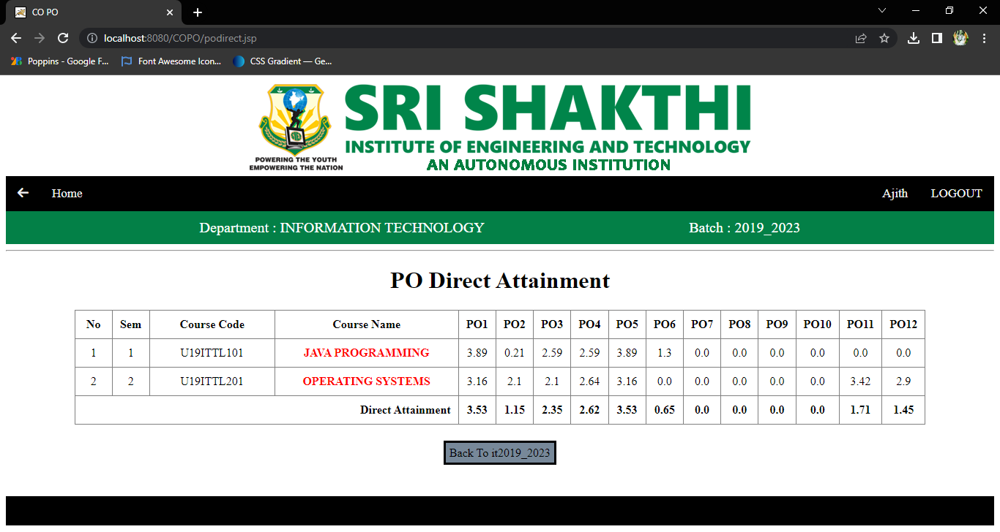 CO PO
localhost:8080/COPO/podirect.jsp
Poppins - Google F... Font Awesome Icon... CSS Gradient — Ge...
SRI SHAKTHI
INSTITUTE OF ENGINEERING AND TECHNOLOGY
AN AUTONOMOUS INSTITUTION
POWERING THE YOUTH
EMPOWERING THE NATION
Home Ajith LOGOUT
Department : INFORMATION TECHNOLOGY Batch : 2019_2023
PO Direct Attainment
No Sem Course Code Course Name PO1 PO2 PO3 PO4 PO5 PO6 PO7 PO8 PO9 PO10 PO11 PO12
1 1 U19ITTL101 JAVA PROGRAMMING 3.89 0.21 2.59 2.59 3.89 1.3 0.0 0.0 0.0 0.0 0.0 0.0
2 2 U19ITTL201 OPERATING SYSTEMS 3.16 2.1 2.1 2.64 3.16 0.0 0.0 0.0 0.0 0.0 3.42 2.9
Direct Attainment 3.53 1.15 2.35 2.62 3.53 0.65 0.0 0.0 0.0 0.0 1.71 1.45
Back To it2019_2023